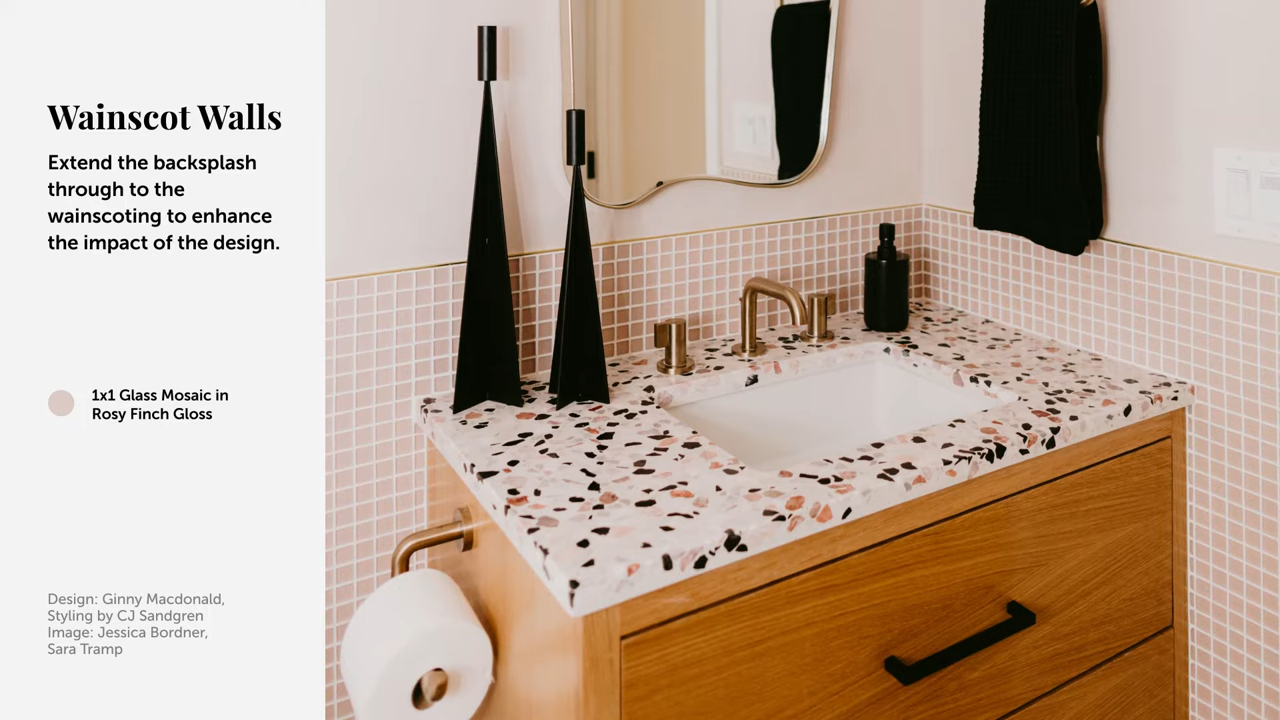 Wainscot Walls
Extend the backsplash
through to the
wainscoting to enhance
the impact of the design.
1x1 Glass Mosaic in
Rosy Finch Gloss
Design: Ginny Macdonald,
Styling by CJ Sandgren
Image: Jessica Bordner,
Sara Tramp